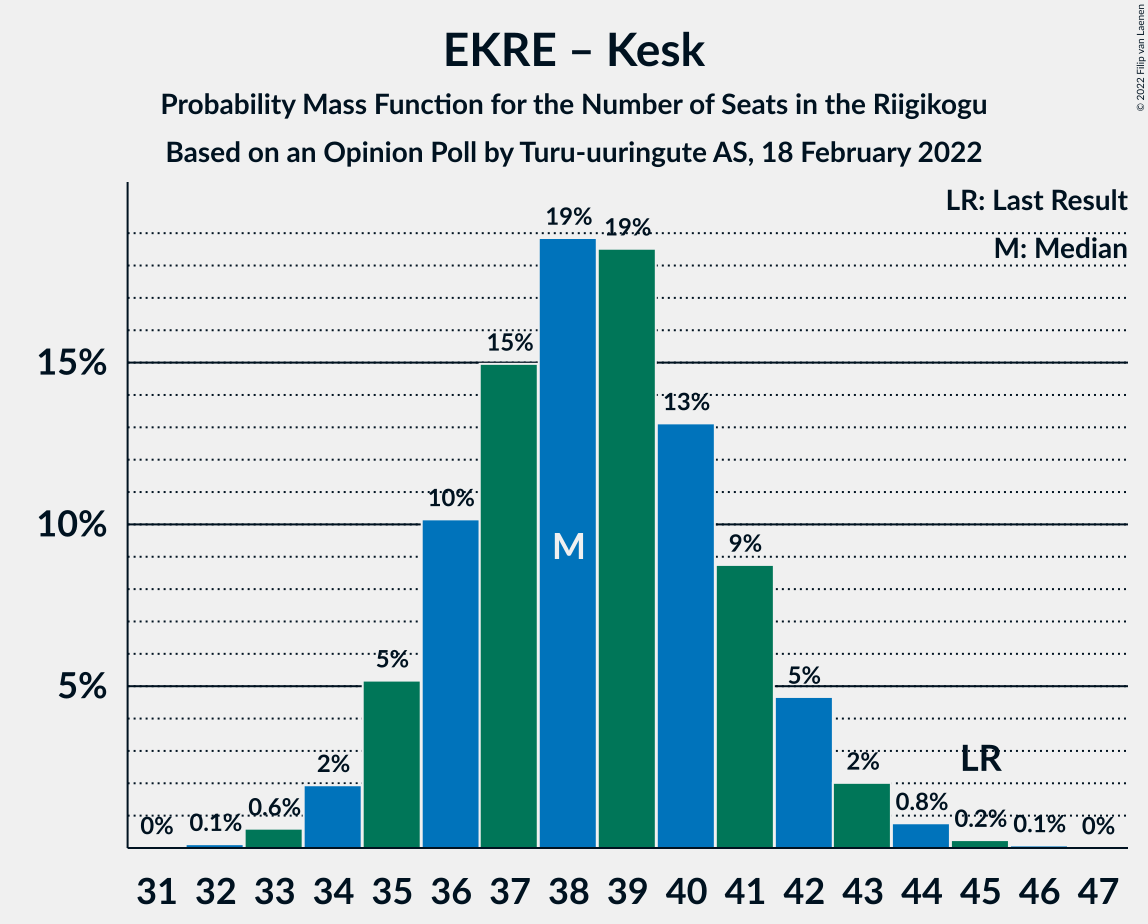 EKRE – Kesk
Probability Mass Function for the Number of Seats in the Riigikogu
Based on an Opinion Poll by Turu-uuringute AS, 18 February 2022
© 2022 Filip van Laenen
LR: Last Result
M: Median
15%
10%
5%
0%
0.1%
0.6%
2%
5%
10%
15%
19%
19%
13%
9%
5%
2%
0.8%
0.2%
0.1%
0%
M
LR
31 32 33 34 35 36 37 38 39 40 41 42 43 44 45 46 47